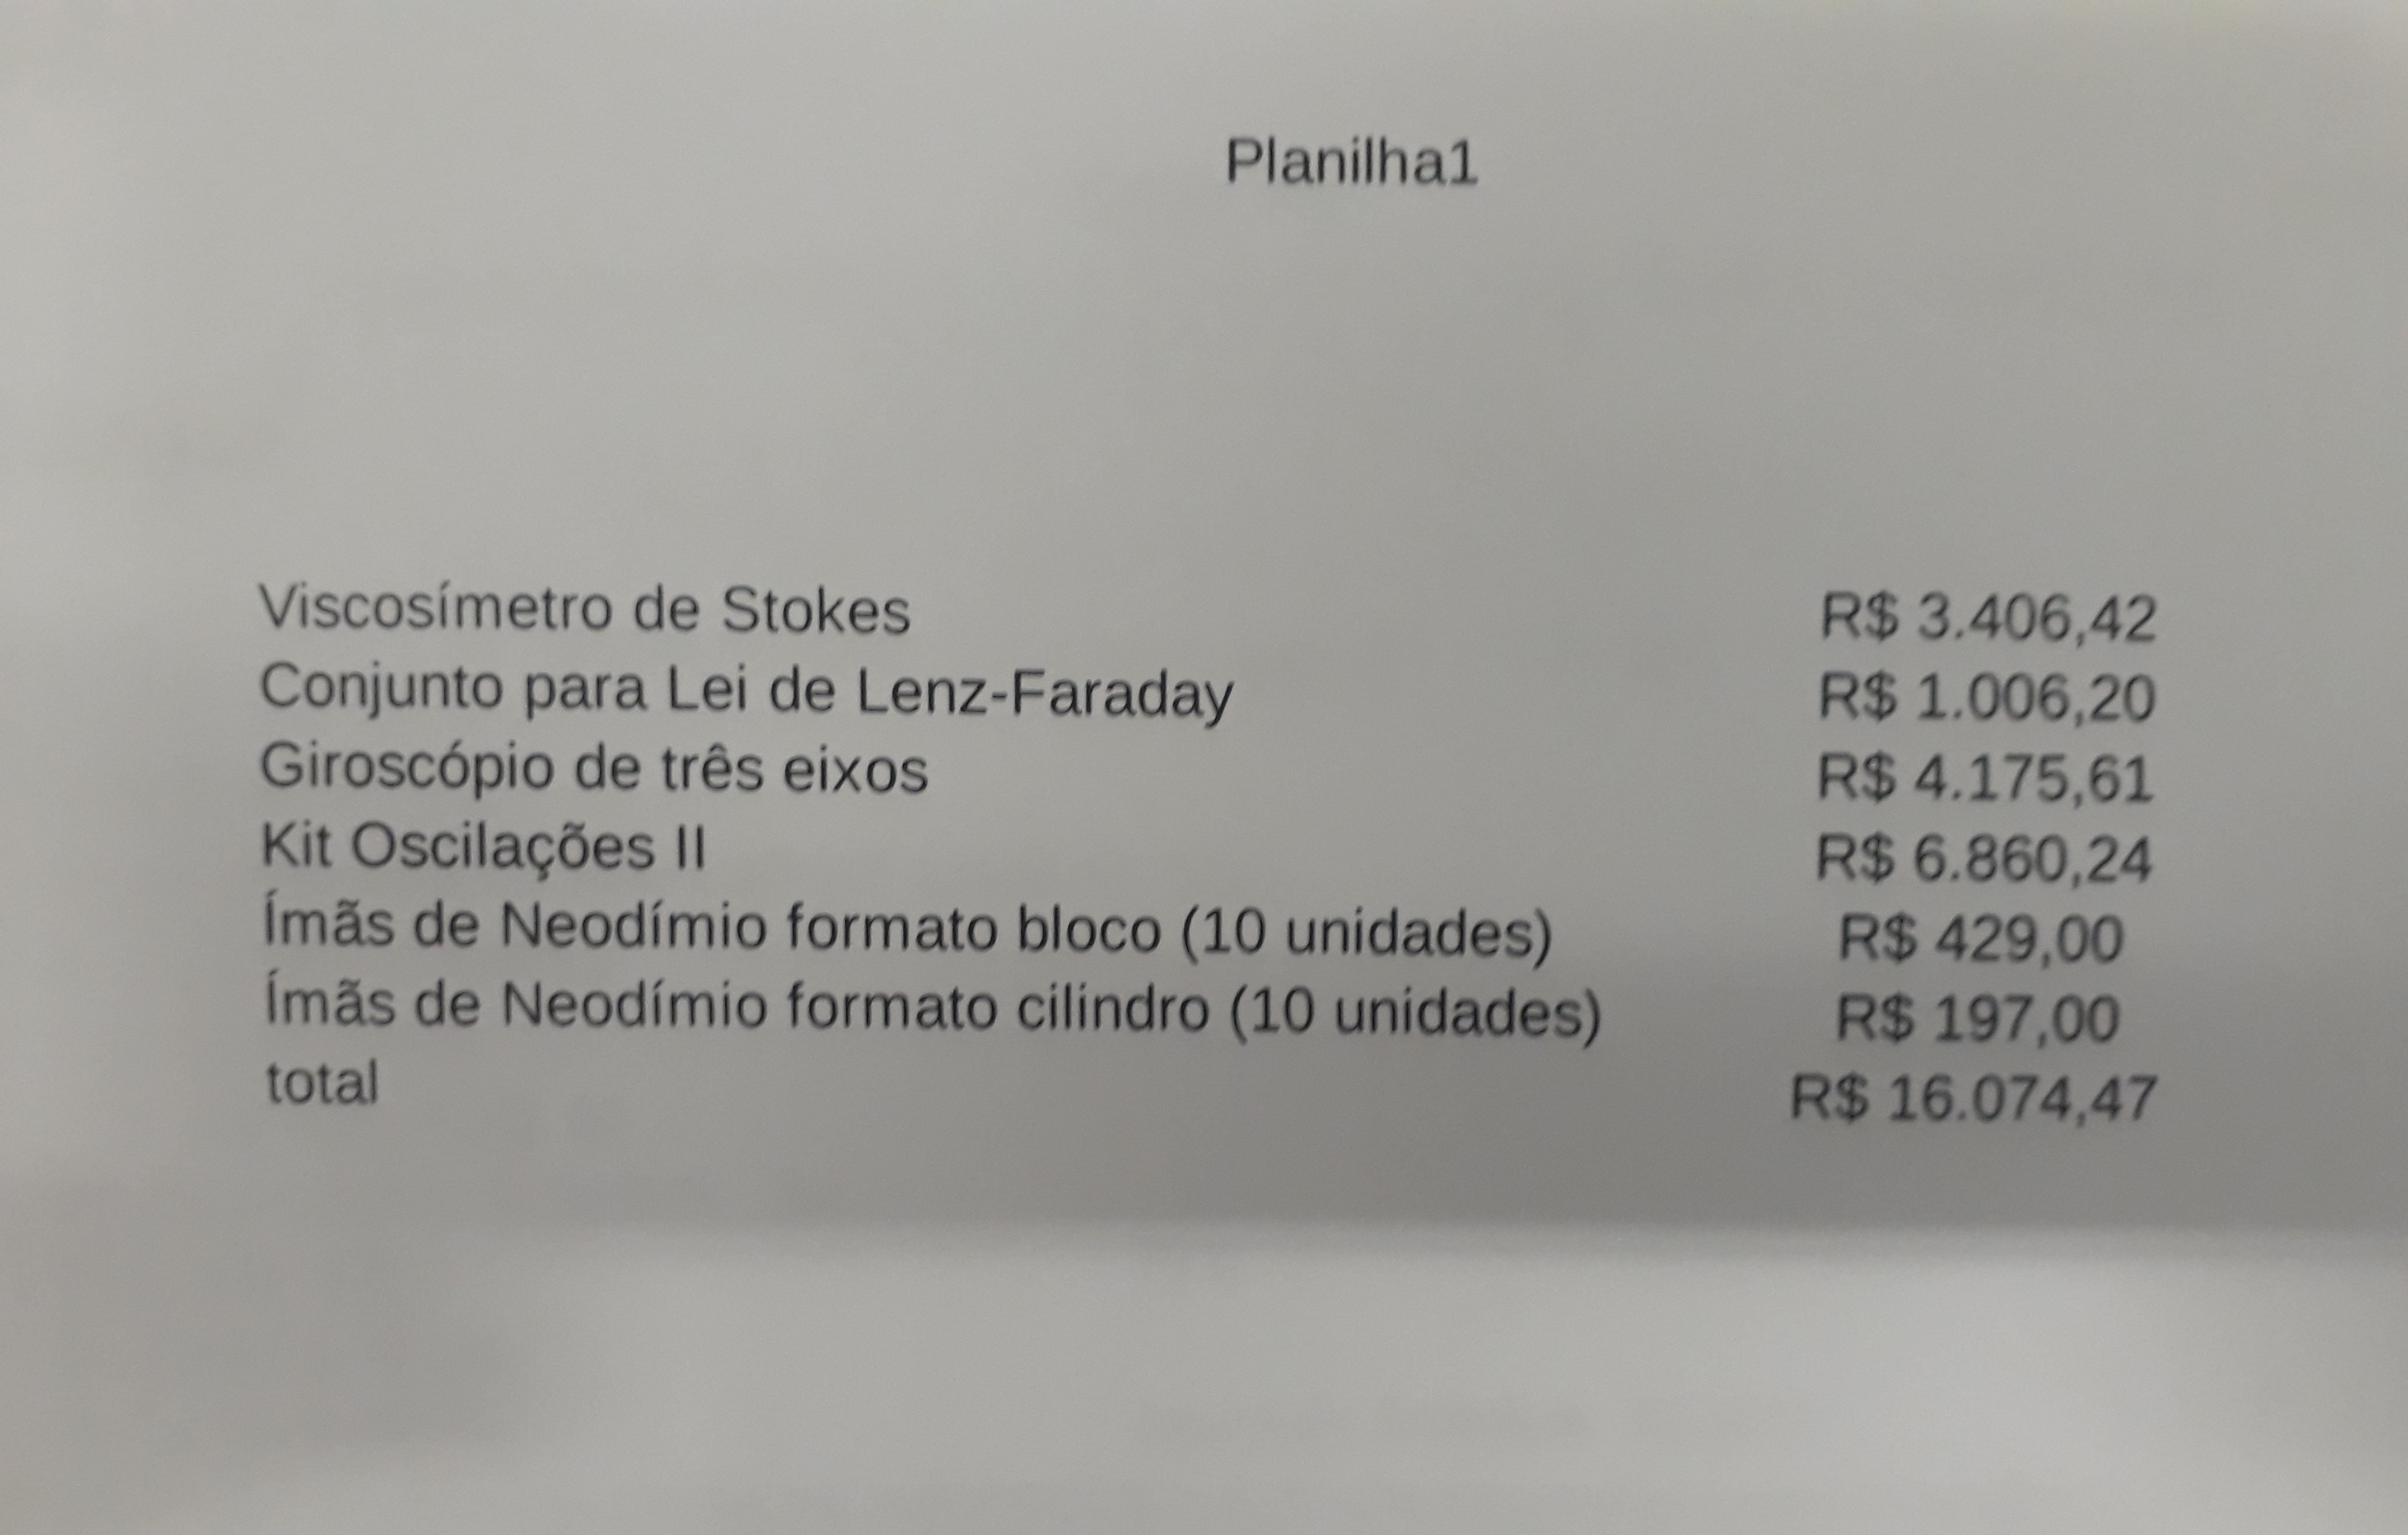 Planilha1
Viscosímetro de Stokes R$ 3.406,42
Conjunto para Lei de Lenz-Faraday R$ 1.006,20
Giroscópio de três eixos R$ 4.175,61
Kit Oscilações II R$ 6.860,24
Ímãs de Neodímio formato bloco (10 unidades) R$ 429,00
Ímãs de Neodímio formato cilindro (10 unidades) R$ 197,00
total R$ 16.074,47